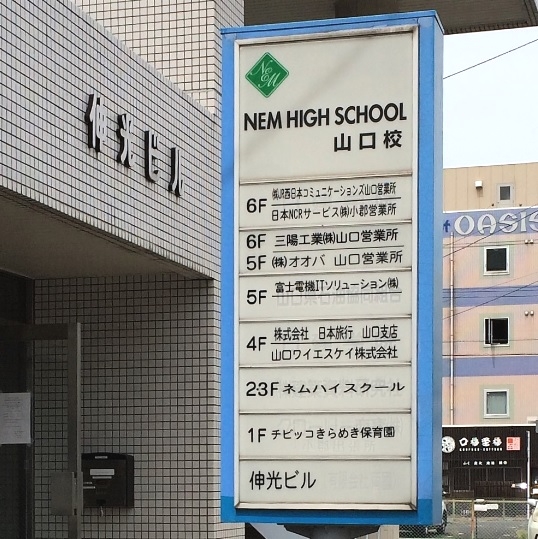 伸光ビル
NEM
NEM HIGH SCHOOL
山口校
6F ㈱JR西日本コミュニケーションズ山口営業所
日本NCRサービス㈱小郡営業所
6F 三陽工業㈱山口営業所
5F ㈱オオバ 山口営業所
5F 富士電機ITソリューション㈱
4F 株式会社 日本旅行 山口支店
山口ワイエスケイ株式会社
2・3F ネムハイスクール
1F チビッコきらめき保育園
伸光ビル
OASIS